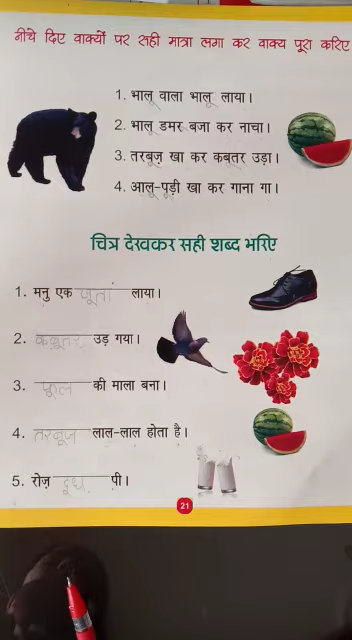 नीचे दिए वाक्यों पर सही मात्रा लगा कर वाक्य पूरा करिए
1. भालू वाला भालू लाया।
2. भालू डमरू बजा कर नाचा।
3. तरबूज़ खा कर कबूतर उड़ा।
4. आलू-पूड़ी खा कर गाना गा।
चित्र देखकर सही शब्द भरिए
1. मनु एक जूता लाया।
2. कबूतर उड़ गया।
3. फूल की माला बना।
4. तरबूज लाल-लाल होता है।
5. रोज़ दूध पी।
21